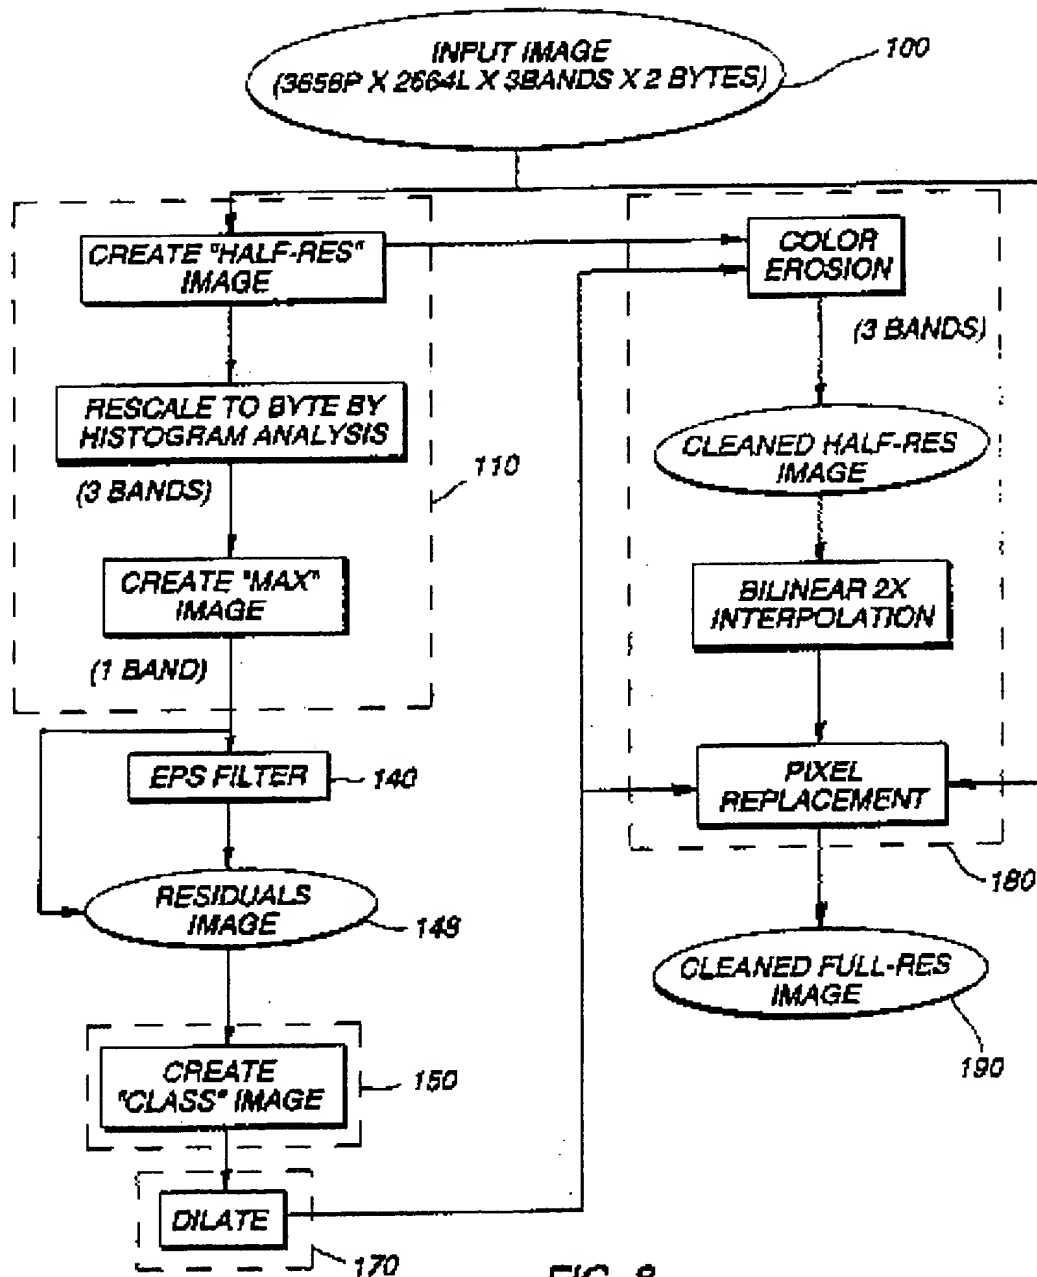 INPUT IMAGE
(3656P X 2664L X 3BANDS X 2 BYTES)
100
CREATE "HALF-RES"
IMAGE
RESCALE TO BYTE BY
HISTOGRAM ANALYSIS
(3 BANDS)
110
CREATE "MAX"
IMAGE
(1 BAND)
EPS FILTER
140
RESIDUALS
IMAGE
148
CREATE
"CLASS" IMAGE
150
DILATE
170
COLOR
EROSION
(3 BANDS)
CLEANED HALF-RES
IMAGE
BILINEAR 2X
INTERPOLATION
PIXEL
REPLACEMENT
180
CLEANED FULL-RES
IMAGE
190